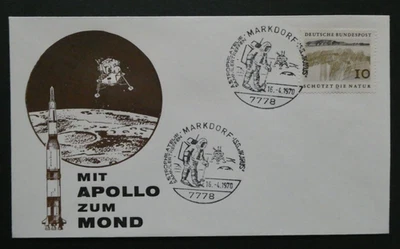 DEUTSCHE BUNDESPOST
10
SCHÜTZT DIE NATUR
MARKDORF
16.-4.1970
7778
MARKDORF
16.-4.1970
7778
MIT
APOLLO
ZUM
MOND